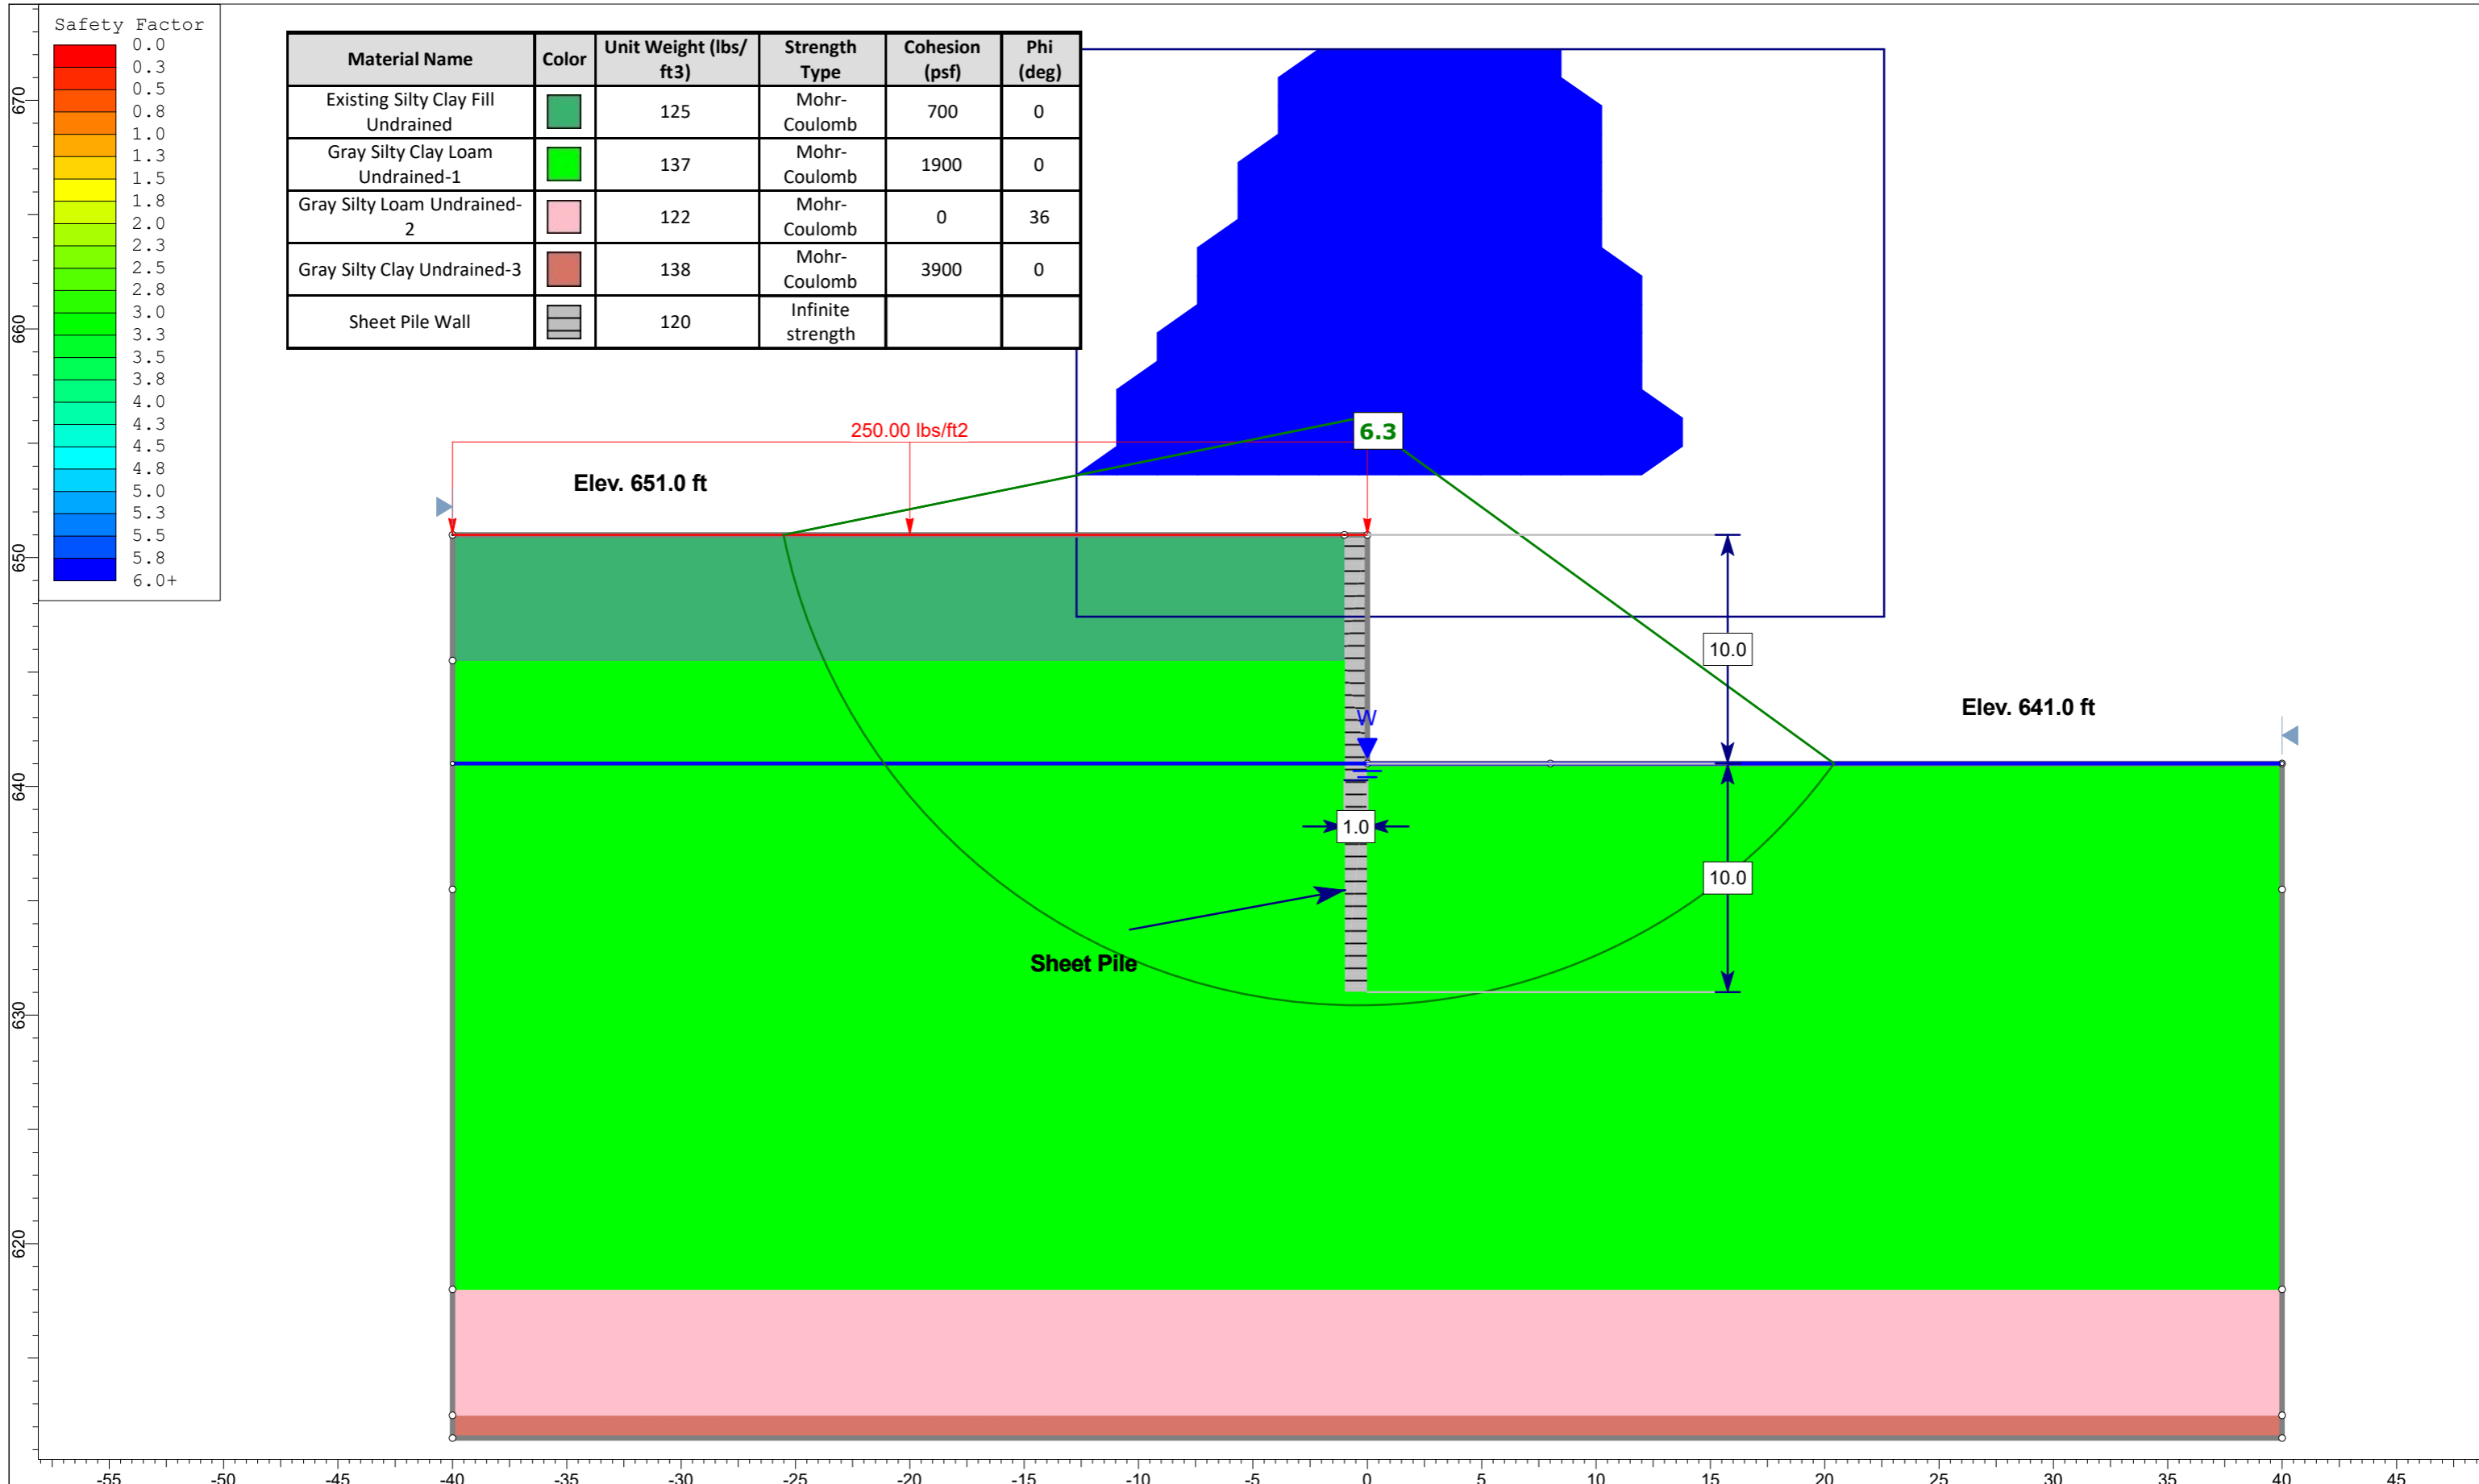 Safety Factor
0.0
0.3
0.5
0.8
1.0
1.3
1.5
1.8
2.0
2.3
2.5
2.8
3.0
3.3
3.5
3.8
4.0
4.3
4.5
4.8
5.0
5.3
5.5
5.8
6.0+
Material Name Color Unit Weight (lbs/ft3) Strength Type Cohesion (psf) Phi (deg)
Existing Silty Clay Fill Undrained 125 Mohr-Coulomb 700 0
Gray Silty Clay Loam Undrained-1 137 Mohr-Coulomb 1900 0
Gray Silty Loam Undrained-2 122 Mohr-Coulomb 0 36
Gray Silty Clay Undrained-3 138 Mohr-Coulomb 3900 0
Sheet Pile Wall 120 Infinite strength
250.00 lbs/ft2
6.3
Elev. 651.0 ft
10.0
Elev. 641.0 ft
W
1.0
10.0
Sheet Pile
670
660
650
640
630
620
-55 -50 -45 -40 -35 -30 -25 -20 -15 -10 -5 0 5 10 15 20 25 30 35 40 45